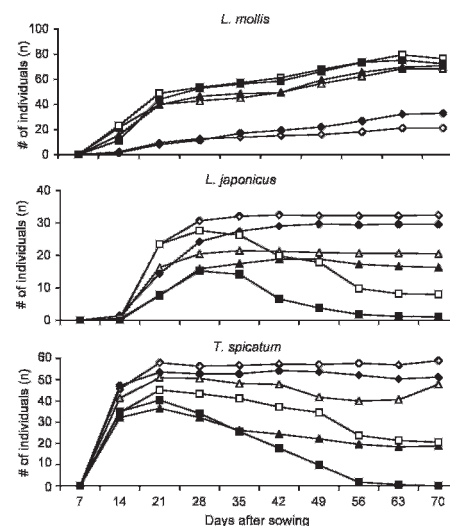 L. mollis
# of individuals (n)
100
80
60
40
20
0
L. japonicus
# of individuals (n)
40
30
20
10
0
T. spicatum
# of individuals (n)
60
50
40
30
20
10
0
7 14 21 28 35 42 49 56 63 70
Days after sowing